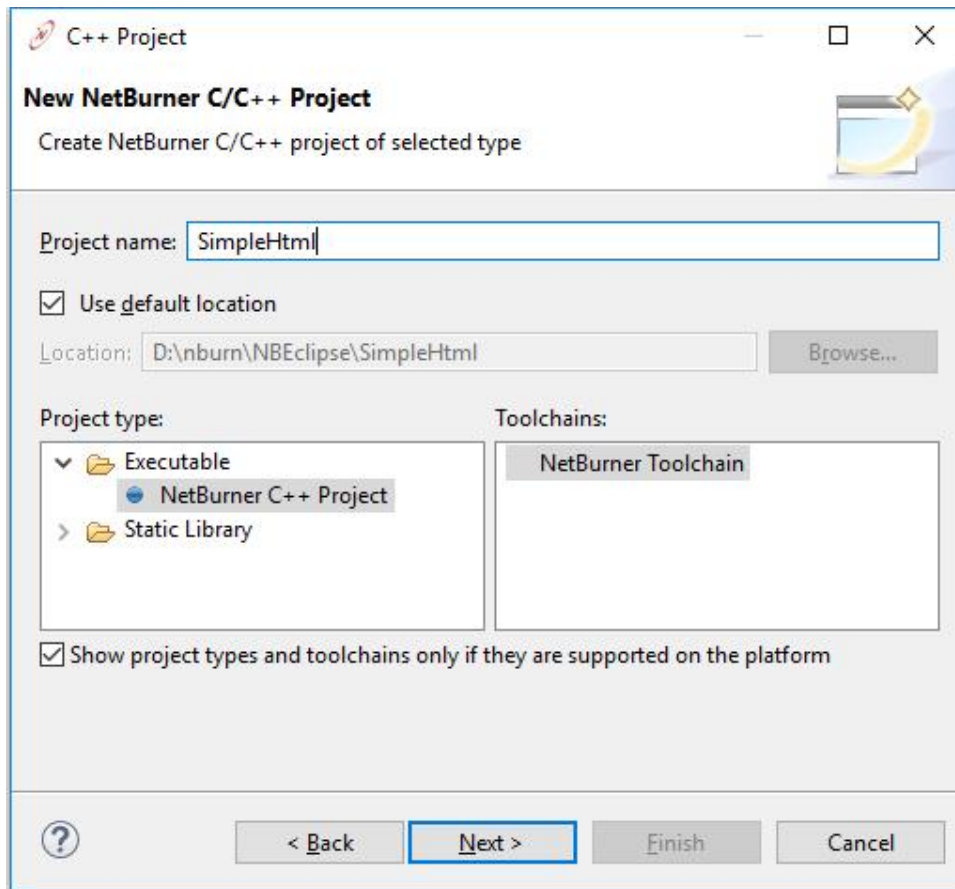 C++ Project
New NetBurner C/C++ Project
Create NetBurner C/C++ project of selected type
Project name: SimpleHtml
Use default location
Location: D:\nburn\NBEclipse\SimpleHtml Browse...
Project type: Toolchains:
Executable NetBurner Toolchain
NetBurner C++ Project
Static Library
Show project types and toolchains only if they are supported on the platform
? < Back Next > Finish Cancel